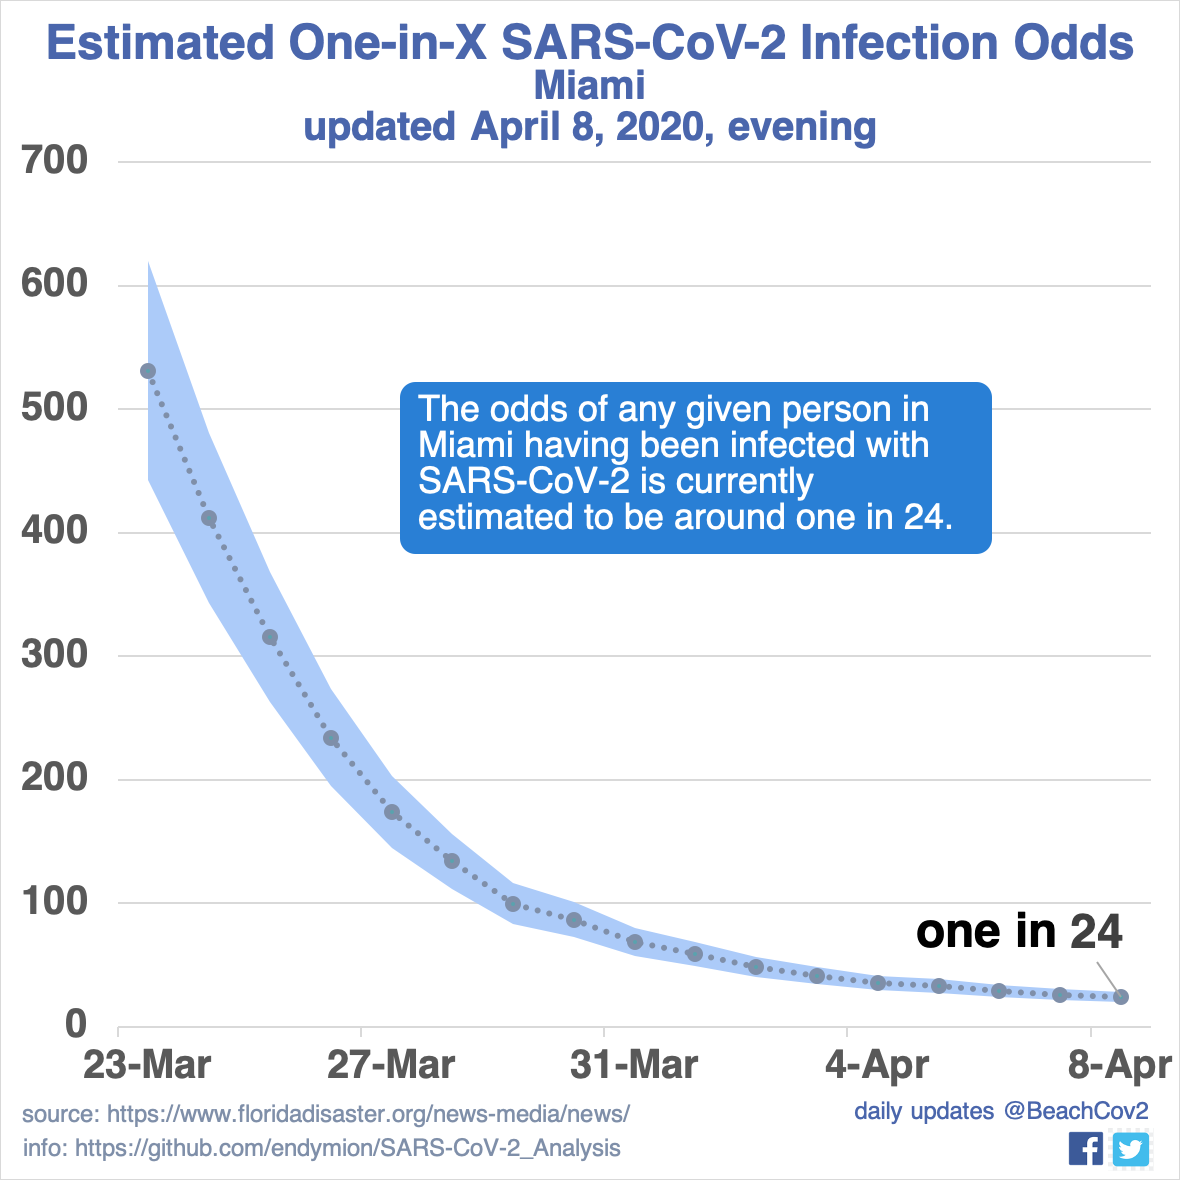 Estimated One-in-X SARS-CoV-2 Infection Odds
Miami
updated April 8, 2020, evening
700
600
500
400
300
200
100
0
The odds of any given person in
Miami having been infected with
SARS-CoV-2 is currently
estimated to be around one in 24.
one in 24
23-Mar
27-Mar
31-Mar
4-Apr
8-Apr
source: https://www.floridadisaster.org/news-media/news/
daily updates @BeachCov2
info: https://github.com/endymion/SARS-CoV-2_Analysis